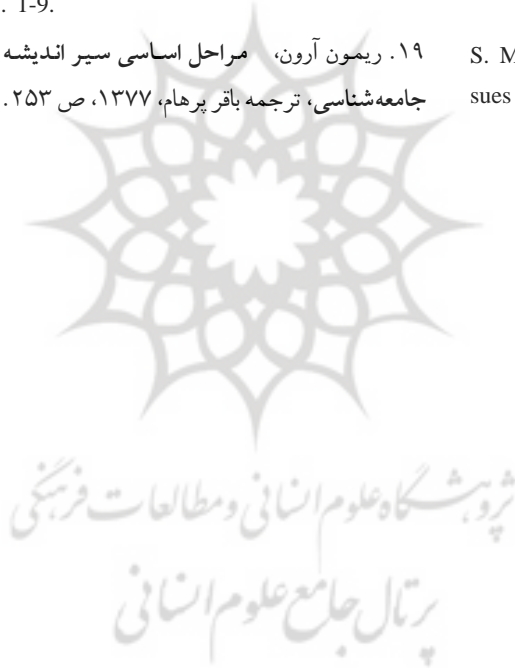 . 1-9.
۱۹. ریمون آرون، مراحل اساسی سیر اندیشه
جامعه‌شناسی، ترجمه باقر پرهام، ۱۳۷۷، ص ۲۵۳.
S. M
sues
پژوهشگاه علوم انسانی و مطالعات فرهنگی
پرتال جامع علوم انسانی